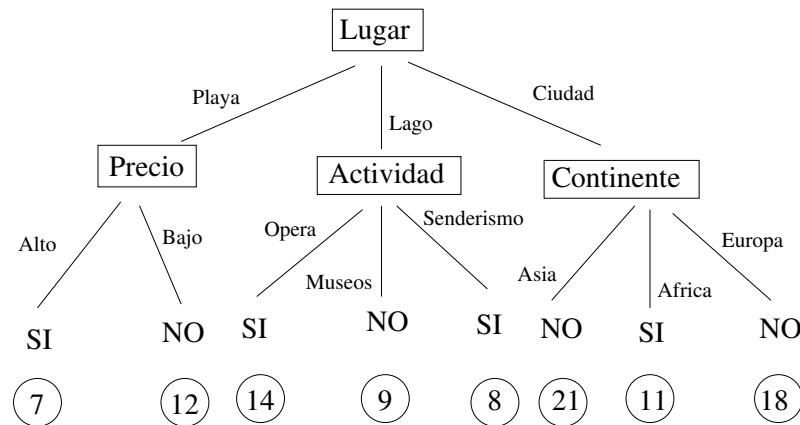 Lugar
Playa
Lago
Ciudad
Precio
Actividad
Continente
Alto
Bajo
Opera
Museos
Senderismo
Asia
Africa
Europa
SI
NO
SI
NO
SI
NO
SI
NO
7
12
14
9
8
21
11
18